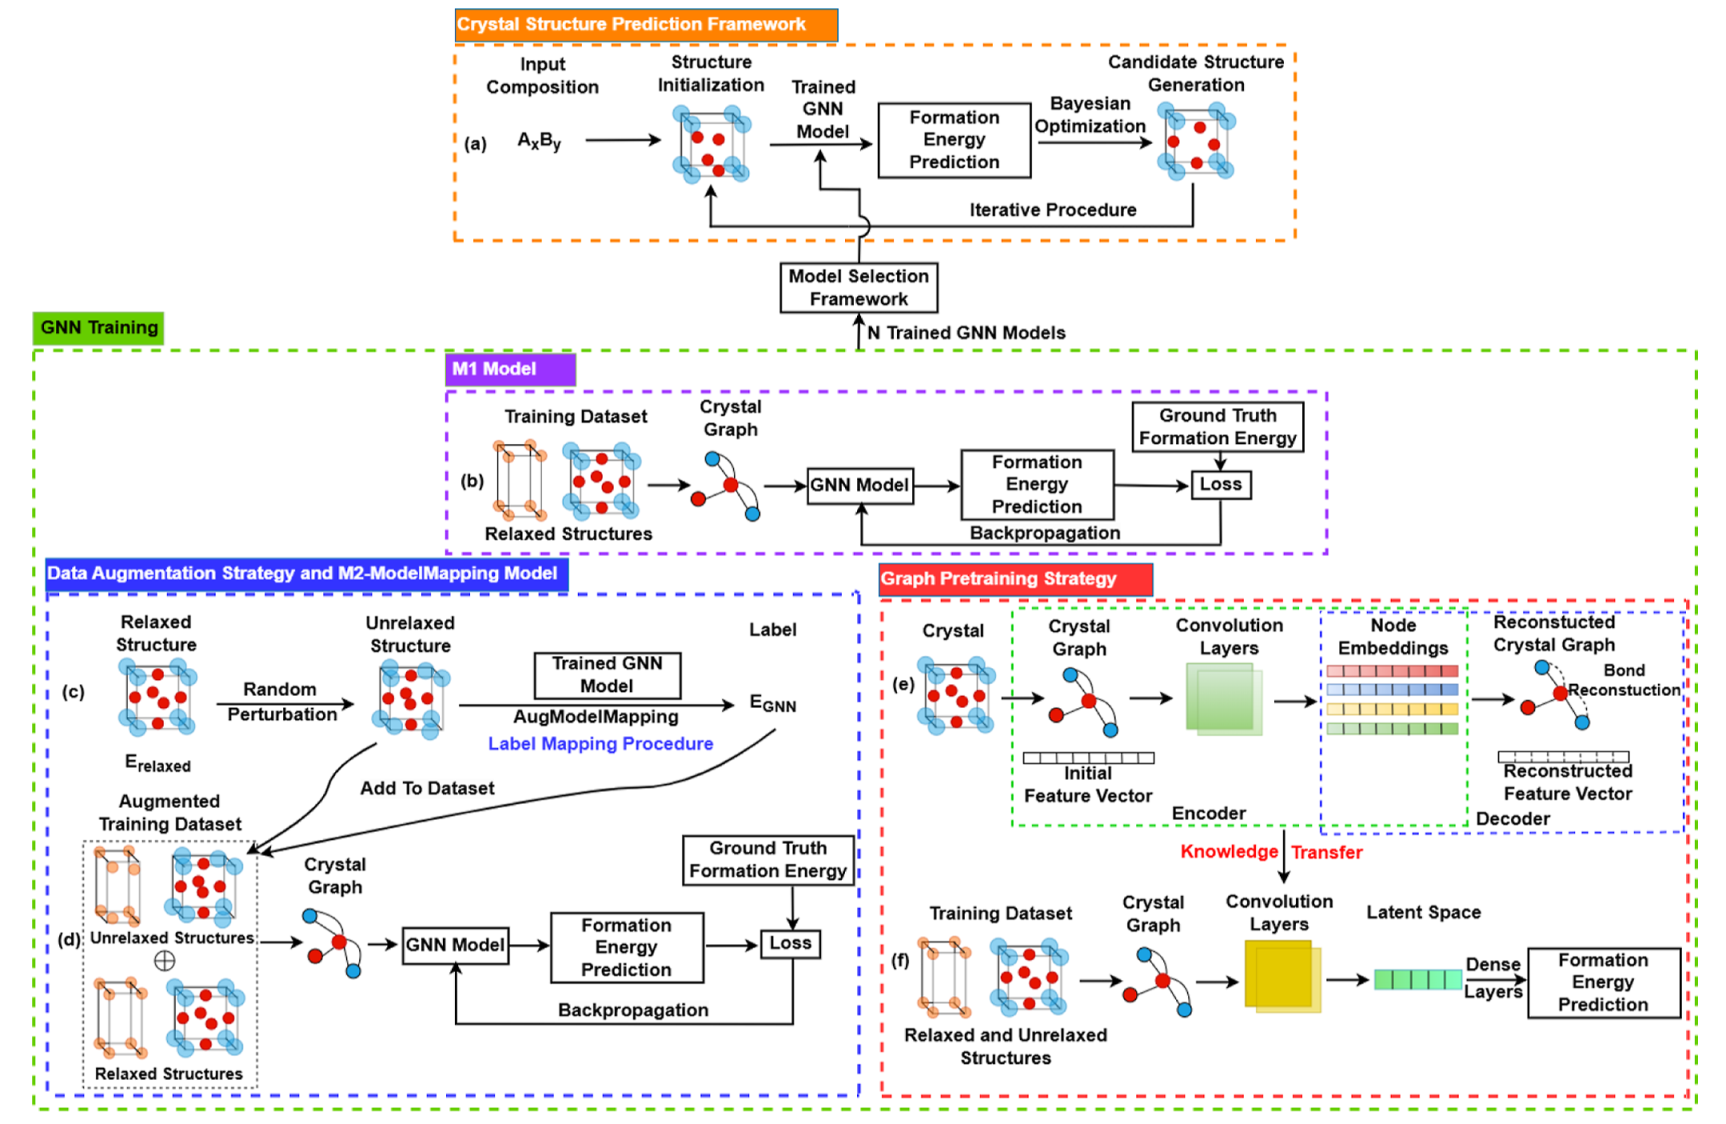 Crystal Structure Prediction Framework
Input
Composition
Structure
Initialization
Trained
GNN
Model
Candidate Structure
Generation
(a)
AxBy
Formation
Energy
Prediction
Bayesian
Optimization
Iterative Procedure
Model Selection
Framework
N Trained GNN Models
GNN Training
M1 Model
Training Dataset
Crystal
Graph
Ground Truth
Formation Energy
(b)
GNN Model
Formation
Energy
Prediction
Loss
Relaxed Structures
Backpropagation
Data Augmentation Strategy and M2-ModelMapping Model
Relaxed
Structure
Unrelaxed
Structure
Label
(c)
Random
Perturbation
Trained GNN
Model
AugModelMapping
Label Mapping Procedure
EGNN
Erelaxed
Add To Dataset
Augmented
Training Dataset
Crystal
Graph
Ground Truth
Formation Energy
(d)
Unrelaxed Structures
GNN Model
Formation
Energy
Prediction
Loss
Backpropagation
Relaxed Structures
Graph Pretraining Strategy
Crystal
Crystal
Graph
Convolution
Layers
Node
Embeddings
Reconstucted
Crystal Graph
(e)
Bond
Reconstuction
Initial
Feature Vector
Reconstructed
Feature Vector
Encoder
Decoder
Knowledge Transfer
Training Dataset
Crystal
Graph
Convolution
Layers
Latent Space
(f)
Dense
Layers
Formation
Energy
Prediction
Relaxed and Unrelaxed
Structures